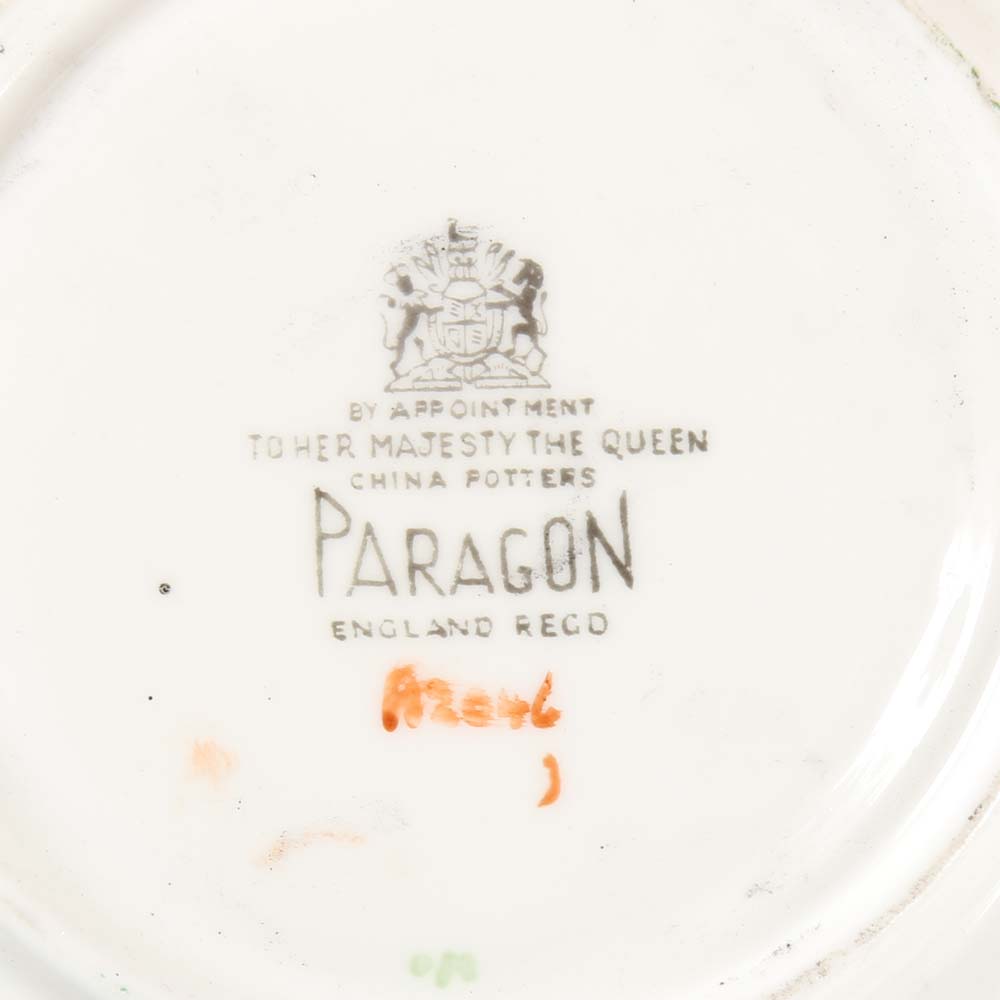 BY APPOINTMENT
TO HER MAJESTY THE QUEEN
CHINA POTTERS
PARAGON
ENGLAND REGD